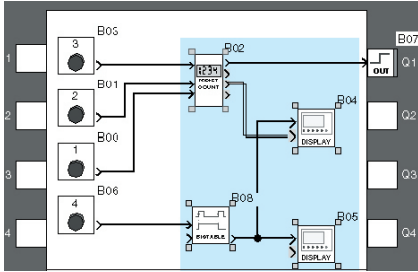 B03
3
B02
B07
1
1234
PRESET
COUNT
OUT
Q1
2
B01
B04
2
Q2
B00
DISPLAY
1
3
Q3
B06
4
B08
B05
4
BISTABLE
Q4
DISPLAY